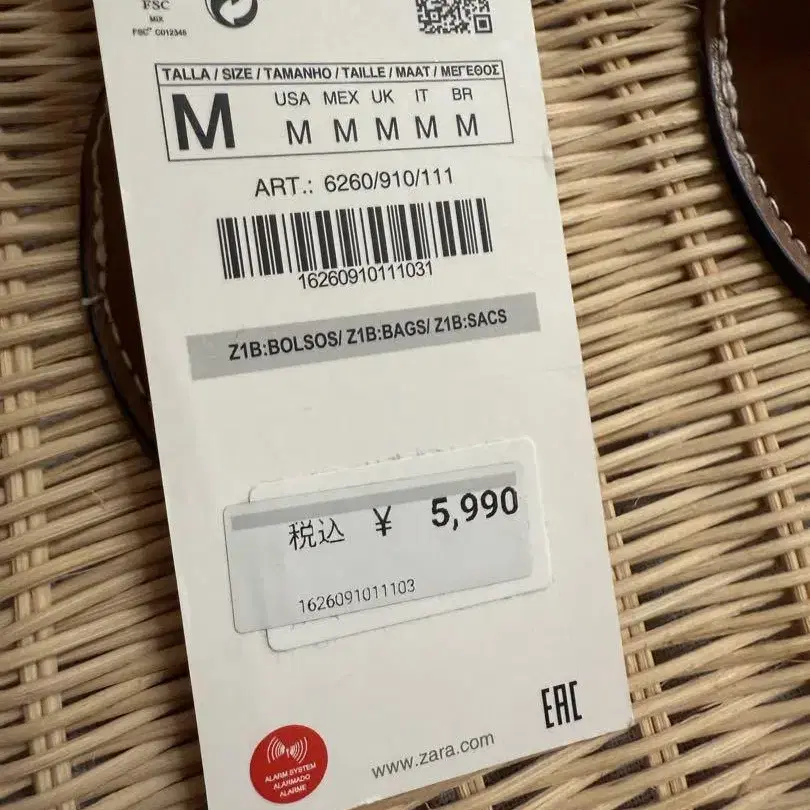 FSC
MIX
FSC® C012345
TALLA / SIZE / TAMANHO / TAILLE / MAAT / ΜΕΓΕΘΟΣ
M
USA MEX UK IT BR
M M M M M
ART.: 6260/910/111
16260910111031
Z1B:BOLSOS/ Z1B:BAGS/ Z1B:SACS
税込 ¥ 5,990
1626091011103
EAC
ALARM SYSTEM
ALARMADO
ALARME
www.zara.com